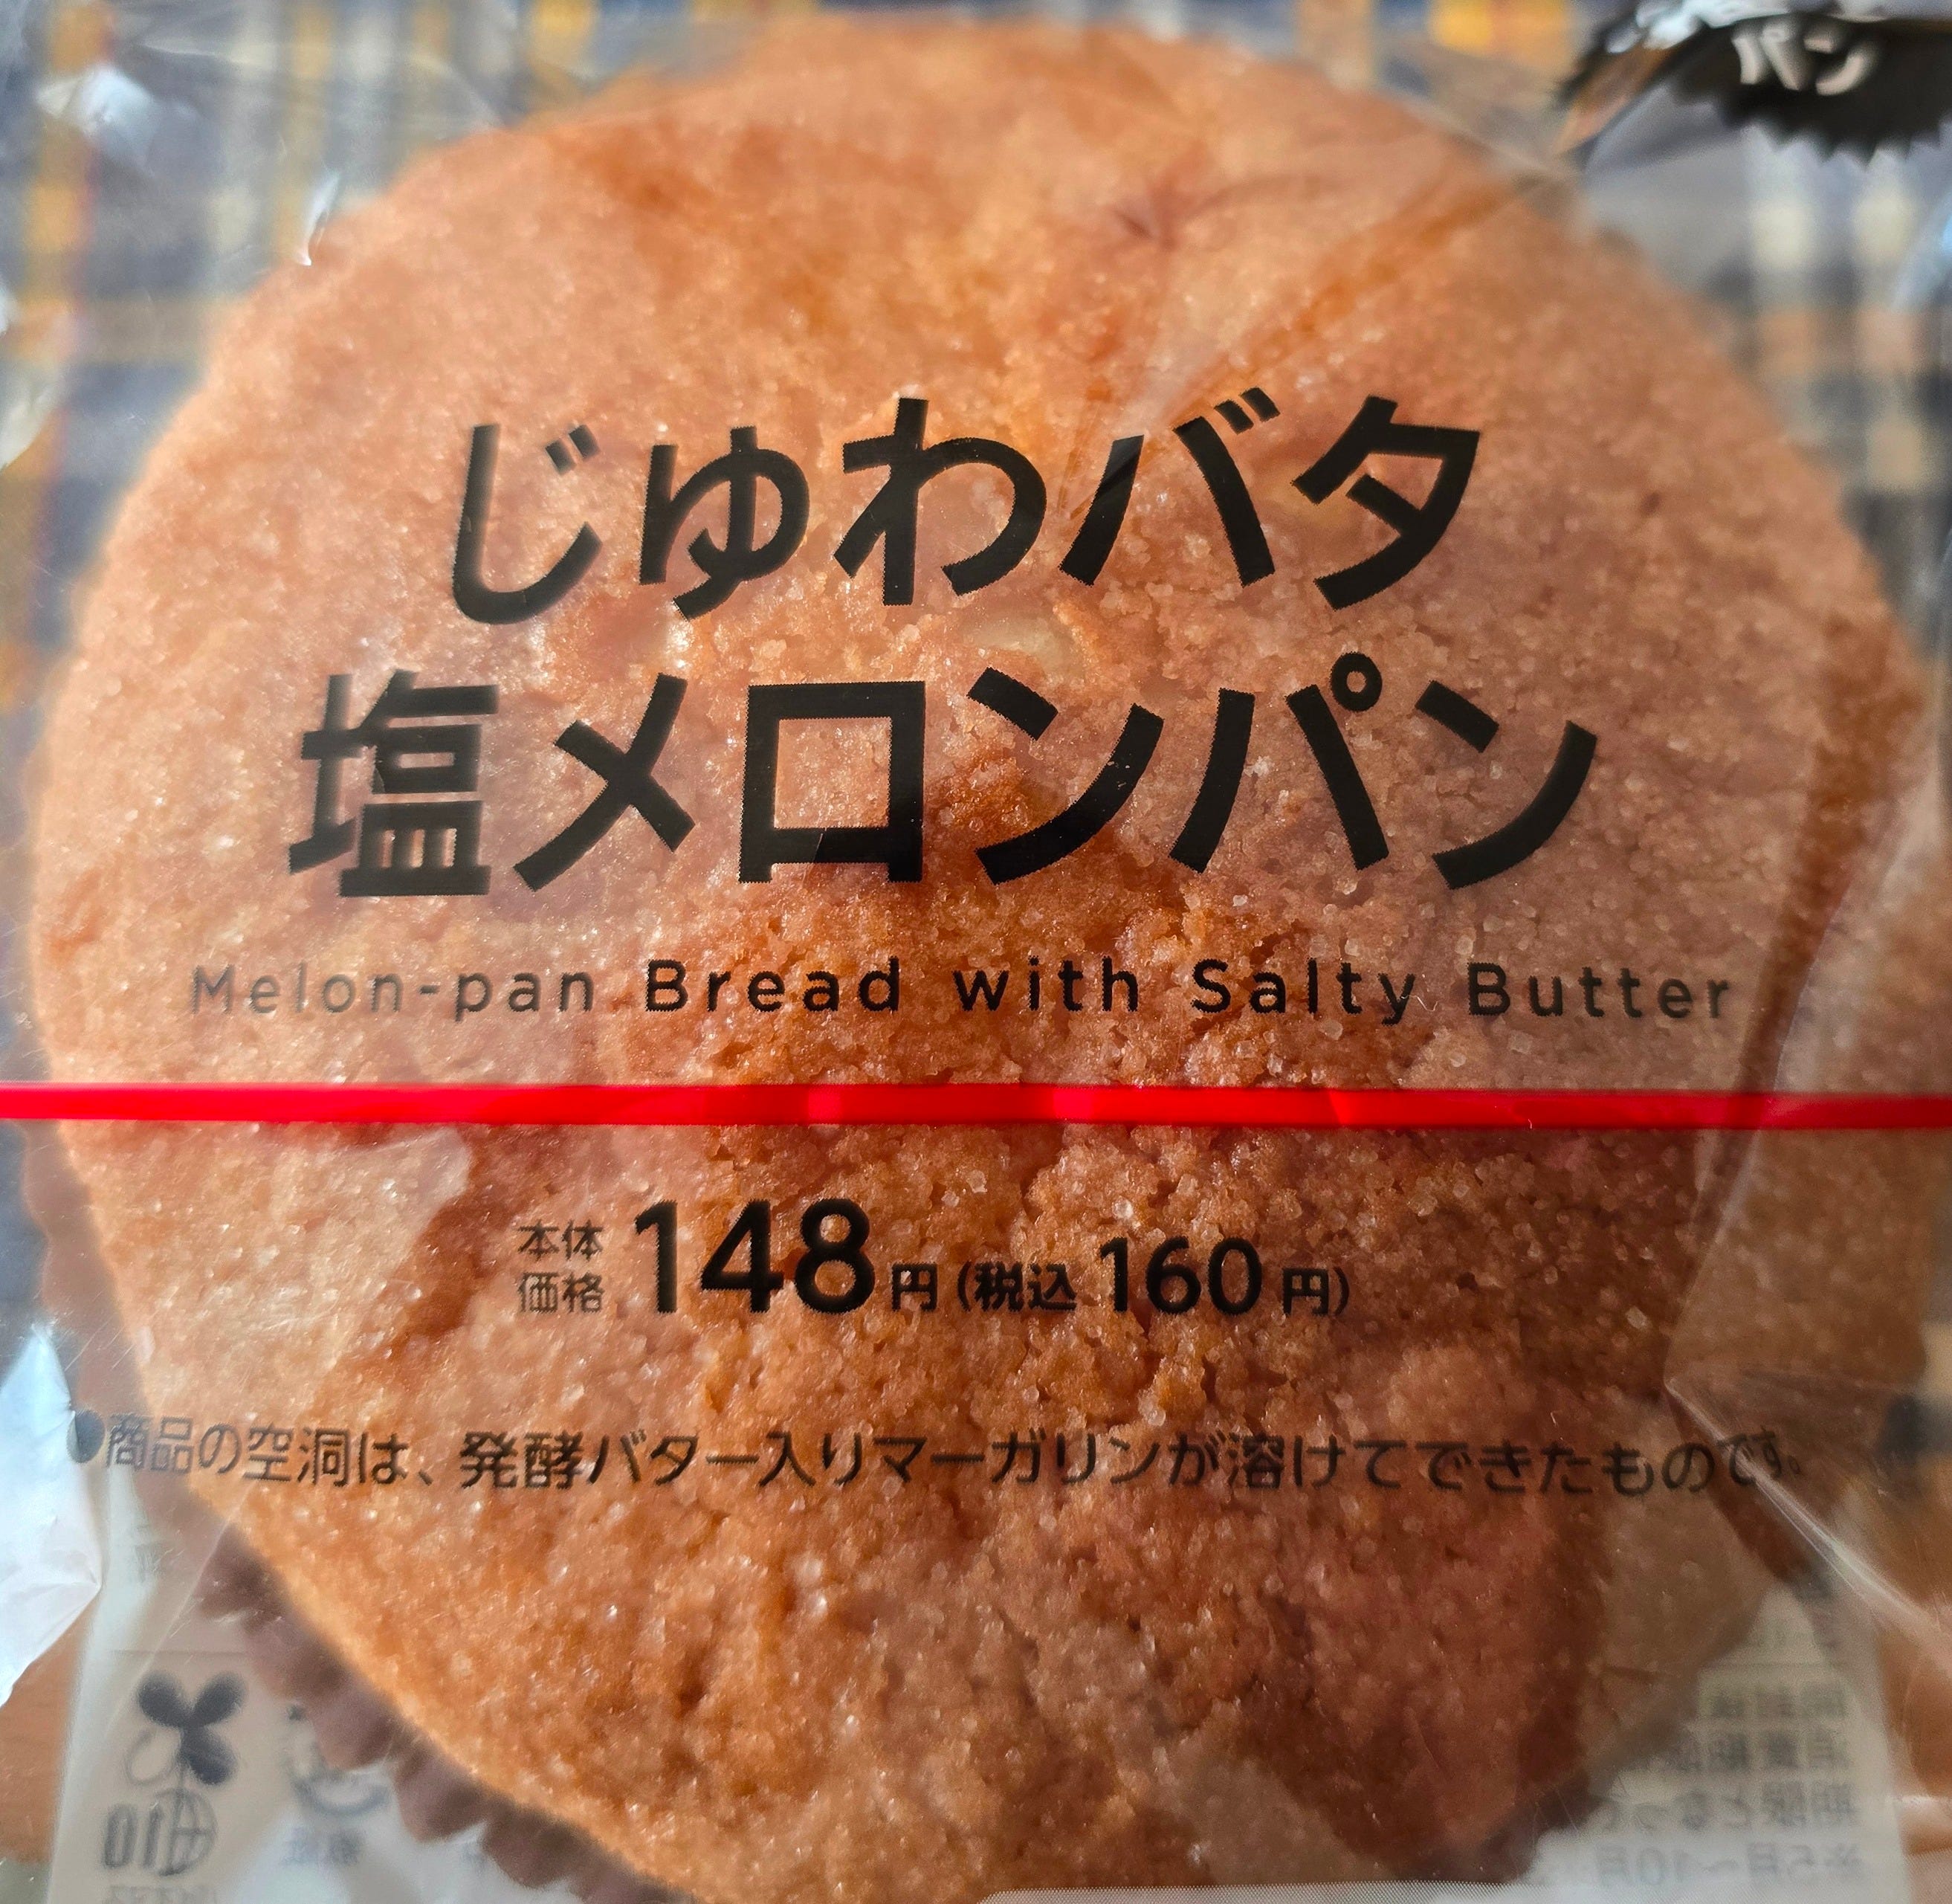 パン
じゅわバタ
塩メロンパン
Melon-pan Bread with Salty Butter
本体価格 148円(税込160円)
●商品の空洞は、発酵バター入りマーガリンが溶けてできたものです。
10